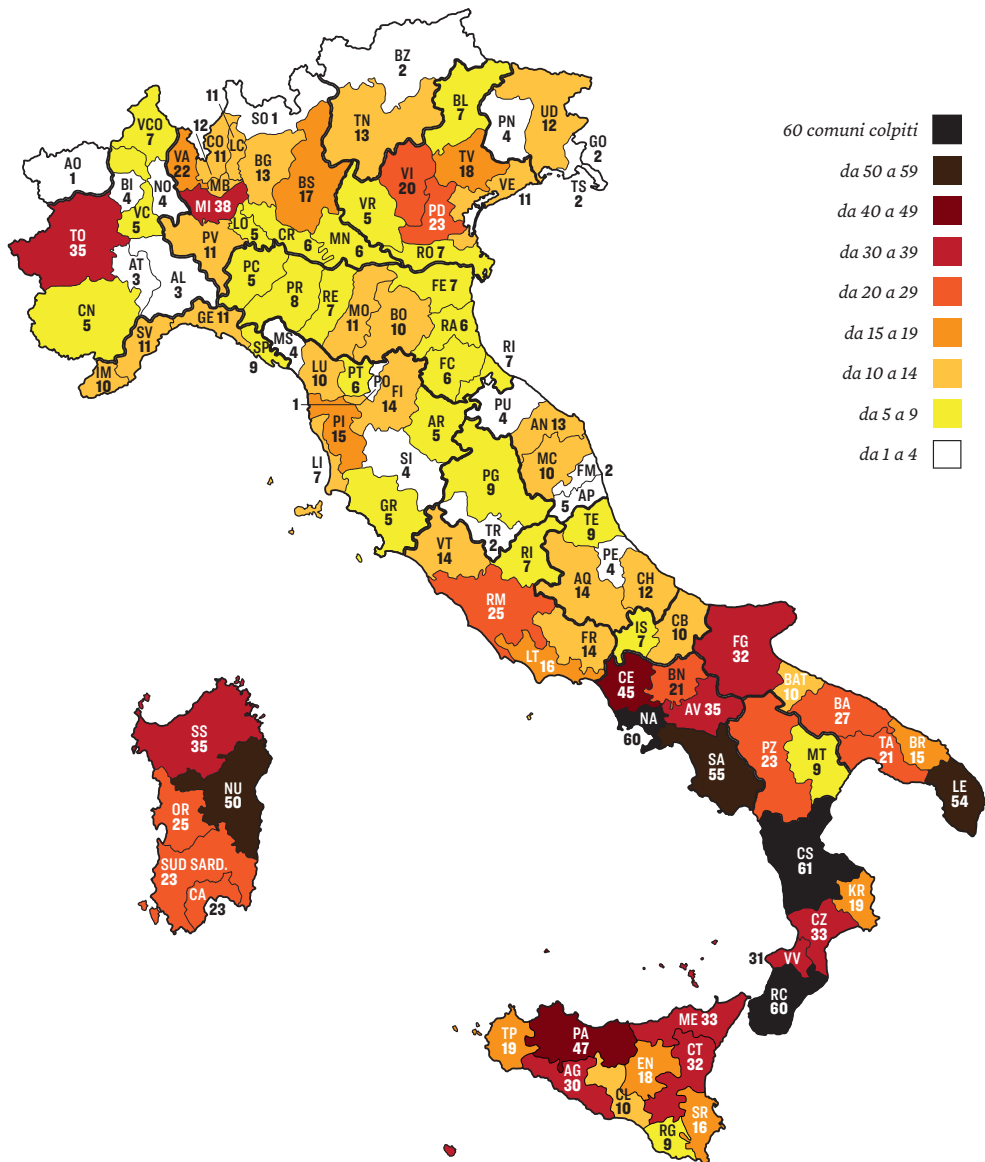 BZ
2
11
SO 1
BL
7
UD
12
PN
4
VCO
7
12
CO
11
LC
TN
13
GO
2
AO
1
VA
22
BG
13
TV
18
BI
4
NO
4
MB
BS
17
VI
20
VE
11
TS
2
MI 38
VR
5
PD
23
VC
5
TO
35
LO
5
CR
6
MN
6
PV
11
RO 7
AT
3
AL
3
PC
5
PR
8
RE
7
FE 7
CN
5
MO
11
BO
10
GE 11
SV
11
MS
4
RA 6
RI
7
SP
9
IM
10
LU
10
PT
6
PO
1
FI
14
FC
6
PU
4
PI
15
AR
5
AN 13
LI
7
SI
4
MC
10
FM 2
PG
9
AP
5
GR
5
TE
9
TR
2
VT
14
RI
7
PE
4
AQ
14
CH
12
RM
25
IS
7
CB
10
FR
14
FG
32
LT 16
CE
45
BN
21
BAT
10
AV 35
NA
60
BA
27
SS
35
SA
55
PZ
23
MT
9
TA
21
BR
15
NU
50
LE
54
OR
25
CS
61
SUD SARD.
23
CA
23
KR
19
CZ
33
31
VV
RC
60
ME 33
TP
19
PA
47
CT
32
AG
30
EN
18
CL
10
SR
16
RG
9
60 comuni colpiti
da 50 a 59
da 40 a 49
da 30 a 39
da 20 a 29
da 15 a 19
da 10 a 14
da 5 a 9
da 1 a 4